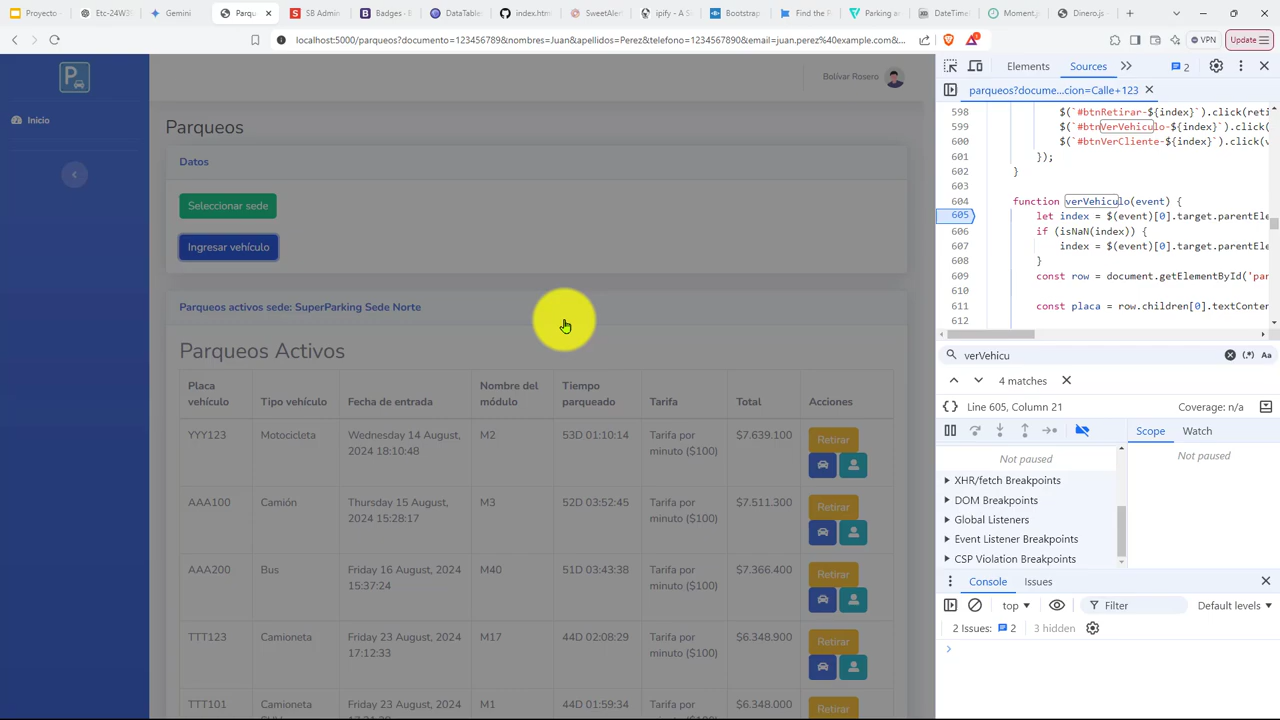 Proyecto -
Etc-24W3
Gemini
Parqu
SB Admin
Badges - B
DataTable
index.htm
SweetAlert
ipify - A S
Bootstrap
Find the P
Parking ar
DateTime
Moment.js
Dinero.js -
localhost:5000/parqueos?documento=123456789&nombres=Juan&apellidos=Perez&telefono=1234567890&email=juan.perez%40example.com&...
VPN
Update
P
Inicio
Bolívar Rosero
Parqueos
Datos
Seleccionar sede
Ingresar vehículo
Parqueos activos sede: SuperParking Sede Norte
Parqueos Activos
Placa vehículo Tipo vehículo Fecha de entrada Nombre del módulo Tiempo parqueado Tarifa Total Acciones
YYY123 Motocicleta Wednesday 14 August, 2024 18:10:48 M2 53D 01:10:14 Tarifa por minuto ($100) $7.639.100 Retirar
AAA100 Camión Thursday 15 August, 2024 15:28:17 M3 52D 03:52:45 Tarifa por minuto ($100) $7.511.300 Retirar
AAA200 Bus Friday 16 August, 2024 15:37:24 M40 51D 03:43:38 Tarifa por minuto ($100) $7.366.400 Retirar
TTT123 Camioneta Friday 23 August, 2024 17:12:33 M17 44D 02:08:29 Tarifa por minuto ($100) $6.348.900 Retirar
TTT101 Camioneta Friday 23 August, M1 44D 01:59:34 Tarifa por $6.348.000 Retirar
Elements Sources 2
parqueos?docume...cion=Calle+123
598 $(`#btnRetirar-${index}`).click(reti
599 $(`#btnVerVehiculo-${index}`).click(
600 $(`#btnVerCliente-${index}`).click(v
601 });
602 }
603
604 function verVehiculo(event) {
605 let index = $(event)[0].target.parentEle
606 if (isNaN(index)) {
607 index = $(event)[0].target.parentEle
608 }
609 const row = document.getElementById('par
610
611 const placa = row.children[0].textConten
612
verVehicu
Aa
4 matches
{} Line 605, Column 21 Coverage: n/a
Scope Watch
Not paused
Not paused
XHR/fetch Breakpoints
DOM Breakpoints
Global Listeners
Event Listener Breakpoints
CSP Violation Breakpoints
Console Issues
top Filter Default levels
2 Issues: 2 3 hidden